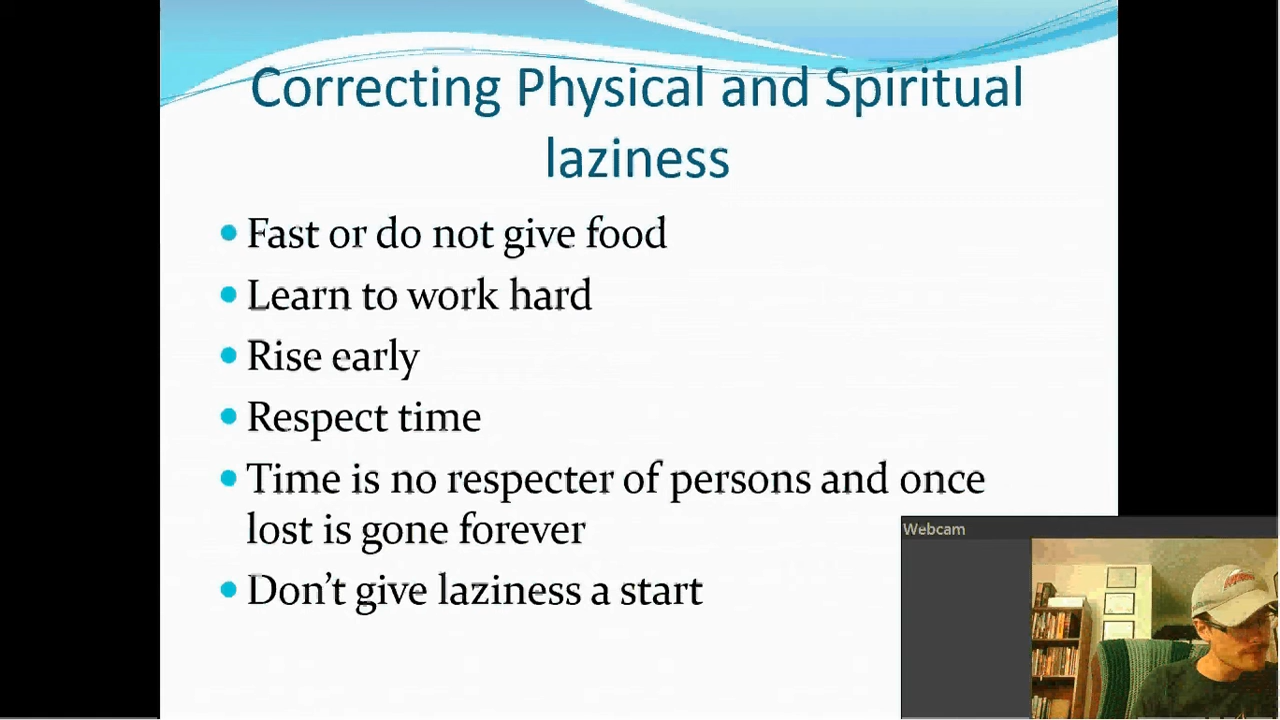 Correcting Physical and Spiritual
laziness
• Fast or do not give food
• Learn to work hard
• Rise early
• Respect time
• Time is no respecter of persons and once
lost is gone forever
• Don't give laziness a start
Webcam